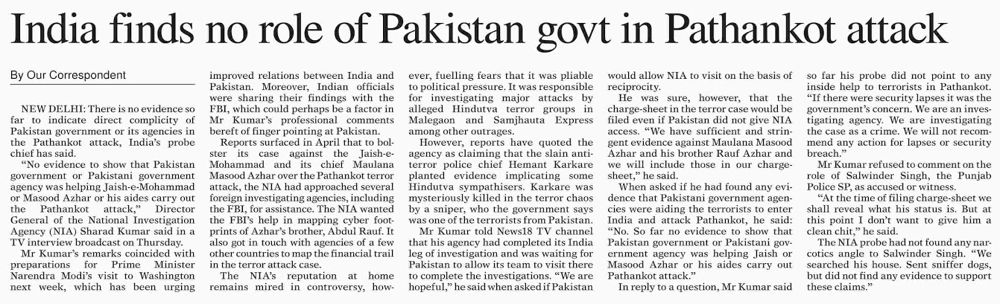 India finds no role of Pakistan govt in Pathankot attack
By Our Correspondent
NEW DELHI: There is no evidence so
far to indicate direct complicity of
Pakistan government or its agencies in
the Pathankot attack, India's probe
chief has said.
"No evidence to show that Pakistan
government or Pakistani government
agency was helping Jaish-e-Mohammad
or Masood Azhar or his aides carry out
the Pathankot attack," Director
General of the National Investigation
Agency (NIA) Sharad Kumar said in a
TV interview broadcast on Thursday.
Mr Kumar's remarks coincided with
preparations for Prime Minister
Narendra Modi's visit to Washington
next week, which has been urging
improved relations between India and
Pakistan. Moreover, Indian officials
were sharing their findings with the
FBI, which could perhaps be a factor in
Mr Kumar's professional comments
bereft of finger pointing at Pakistan.
Reports surfaced in April that to bol-
ster its case against the Jaish-e-
Mohammad and its chief Maulana
Masood Azhar over the Pathankot terror
attack, the NIA had approached several
foreign investigating agencies, including
the FBI, for assistance. The NIA wanted
the FBI's help in mapping cyber foot-
prints of Azhar's brother, Abdul Rauf. It
also got in touch with agencies of a few
other countries to map the financial trail
in the terror attack case.
The NIA's reputation at home
remains mired in controversy, how-
ever, fuelling fears that it was pliable
to political pressure. It was responsible
for investigating major attacks by
alleged Hindutva terror groups in
Malegaon and Samjhauta Express
among other outrages.
However, reports have quoted the
agency as claiming that the slain anti-
terror police chief Hemant Karkare
planted evidence implicating some
Hindutva sympathisers. Karkare was
mysteriously killed in the terror chaos
by a sniper, who the government says
was one of the terrorists from Pakistan.
Mr Kumar told News18 TV channel
that his agency had completed its India
leg of investigation and was waiting for
Pakistan to allow its team to visit there
to complete the investigations. "We are
hopeful," he said when asked if Pakistan
would allow NIA to visit on the basis of
reciprocity.
He was sure, however, that the
charge-sheet in the terror case would be
filed even if Pakistan did not give NIA
access. "We have sufficient and strin-
gent evidence against Maulana Masood
Azhar and his brother Rauf Azhar and
we will include those in our charge-
sheet," he said.
When asked if he had found any evi-
dence that Pakistani government agen-
cies were aiding the terrorists to enter
India and attack Pathankot, he said:
"No. So far no evidence to show that
Pakistan government or Pakistani gov-
ernment agency was helping Jaish or
Masood Azhar or his aides carry out
Pathankot attack."
In reply to a question, Mr Kumar said
so far his probe did not point to any
inside help to terrorists in Pathankot.
"If there were security lapses it was the
government's concern. We are an inves-
tigating agency. We are investigating
the case as a crime. We will not recom-
mend any action for lapses or security
breach."
Mr Kumar refused to comment on the
role of Salwinder Singh, the Punjab
Police SP, as accused or witness.
"At the time of filing charge-sheet we
shall reveal what his status is. But at
this point I don't want to give him a
clean chit," he said.
The NIA probe had not found any nar-
cotics angle to Salwinder Singh. "We
searched his house. Sent sniffer dogs,
but did not find any evidence to support
these claims."